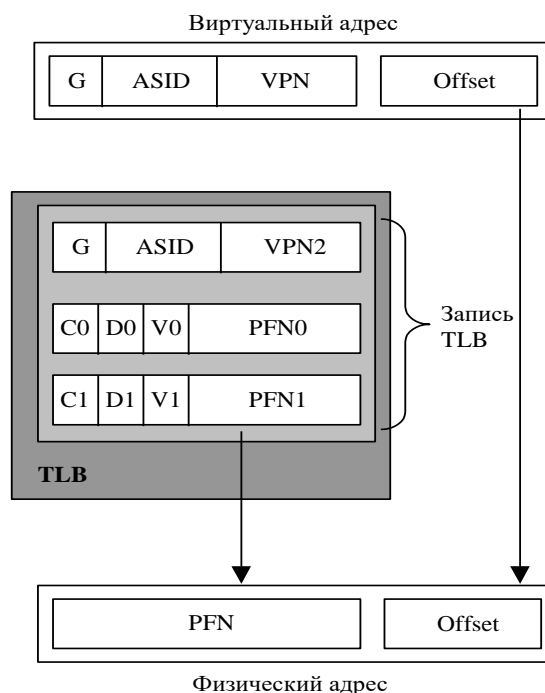 Виртуальный адрес
G ASID VPN Offset
G ASID VPN2
C0 D0 V0 PFN0
Запись
TLB
C1 D1 V1 PFN1
TLB
PFN Offset
Физический адрес